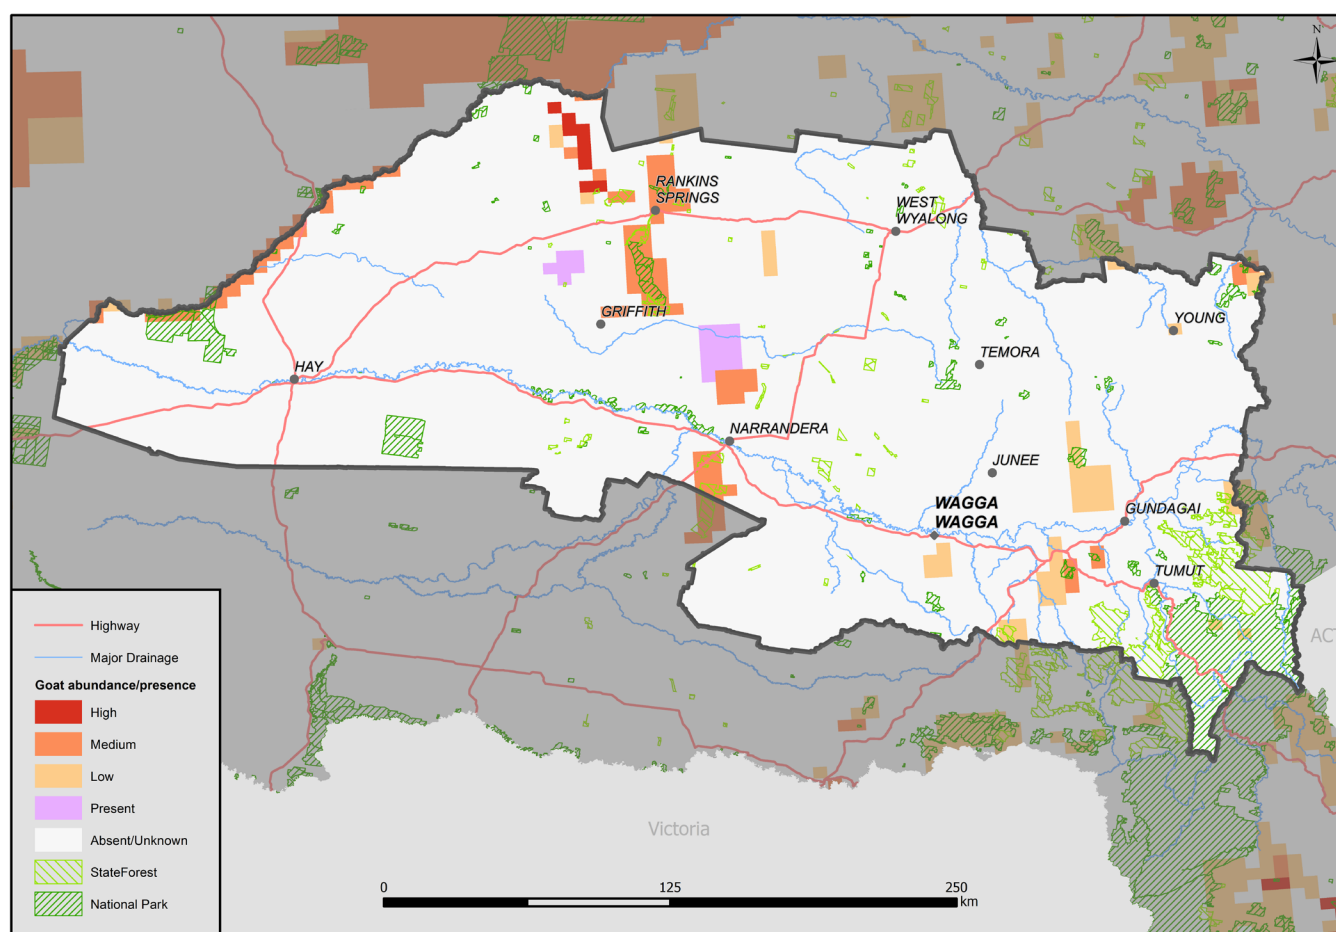 N
RANKINS
SPRINGS
WEST
WYALONG
GRIFFITH
YOUNG
TEMORA
HAY
NARRANDERA
JUNEE
WAGGA
WAGGA
GUNDAGAI
TUMUT
ACT
Victoria
Highway
Major Drainage
Goat abundance/presence
High
Medium
Low
Present
Absent/Unknown
StateForest
National Park
0 125 250
km